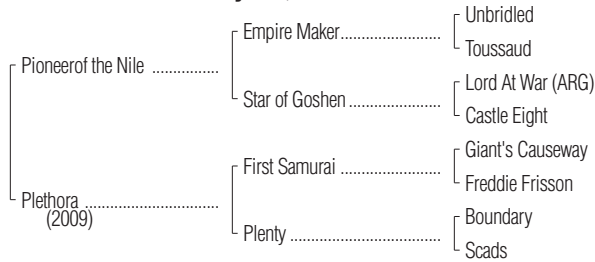 Unbridled
Empire Maker
Toussaud
Pioneerof the Nile
Lord At War (ARG)
Star of Goshen
Castle Eight
Giant's Causeway
First Samurai
Freddie Frisson
Plethora
(2009)
Boundary
Plenty
Scads